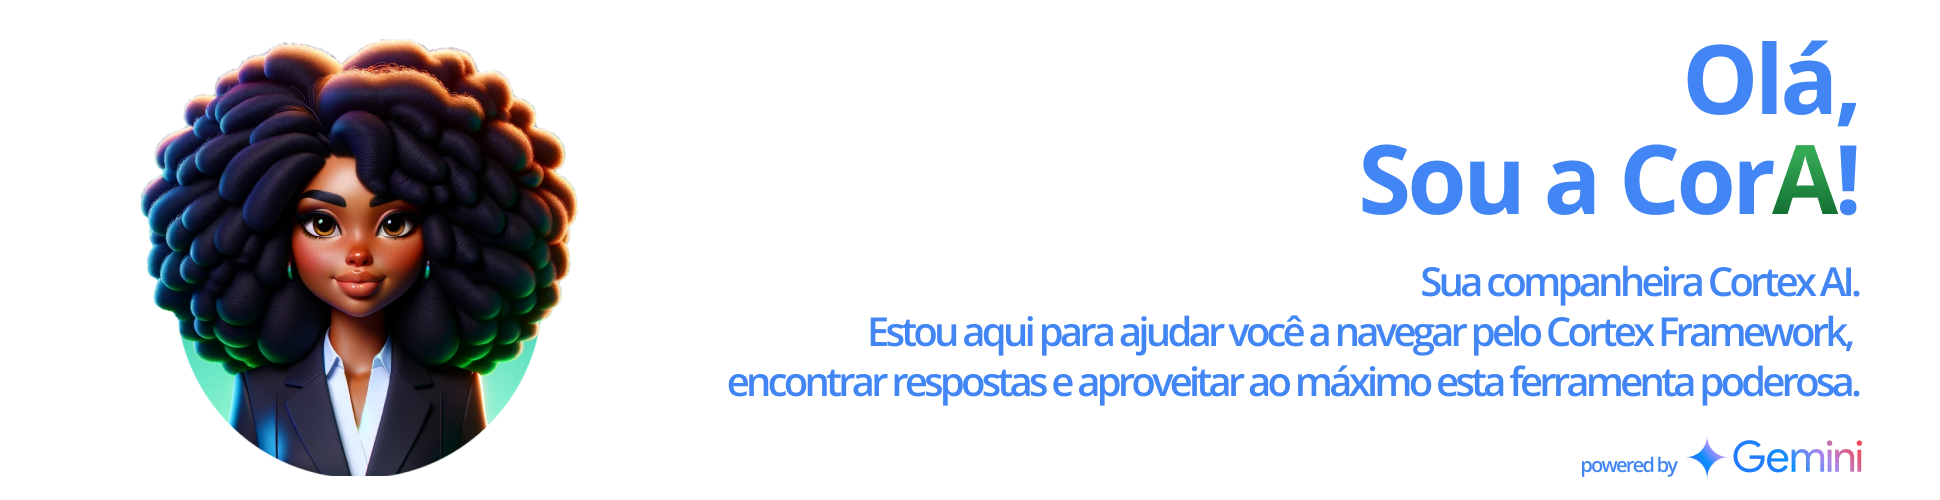 Olá,
Sou a CorA!
Sua companheira Cortex AI.
Estou aqui para ajudar você a navegar pelo Cortex Framework,
encontrar respostas e aproveitar ao máximo esta ferramenta poderosa.
powered by Gemini